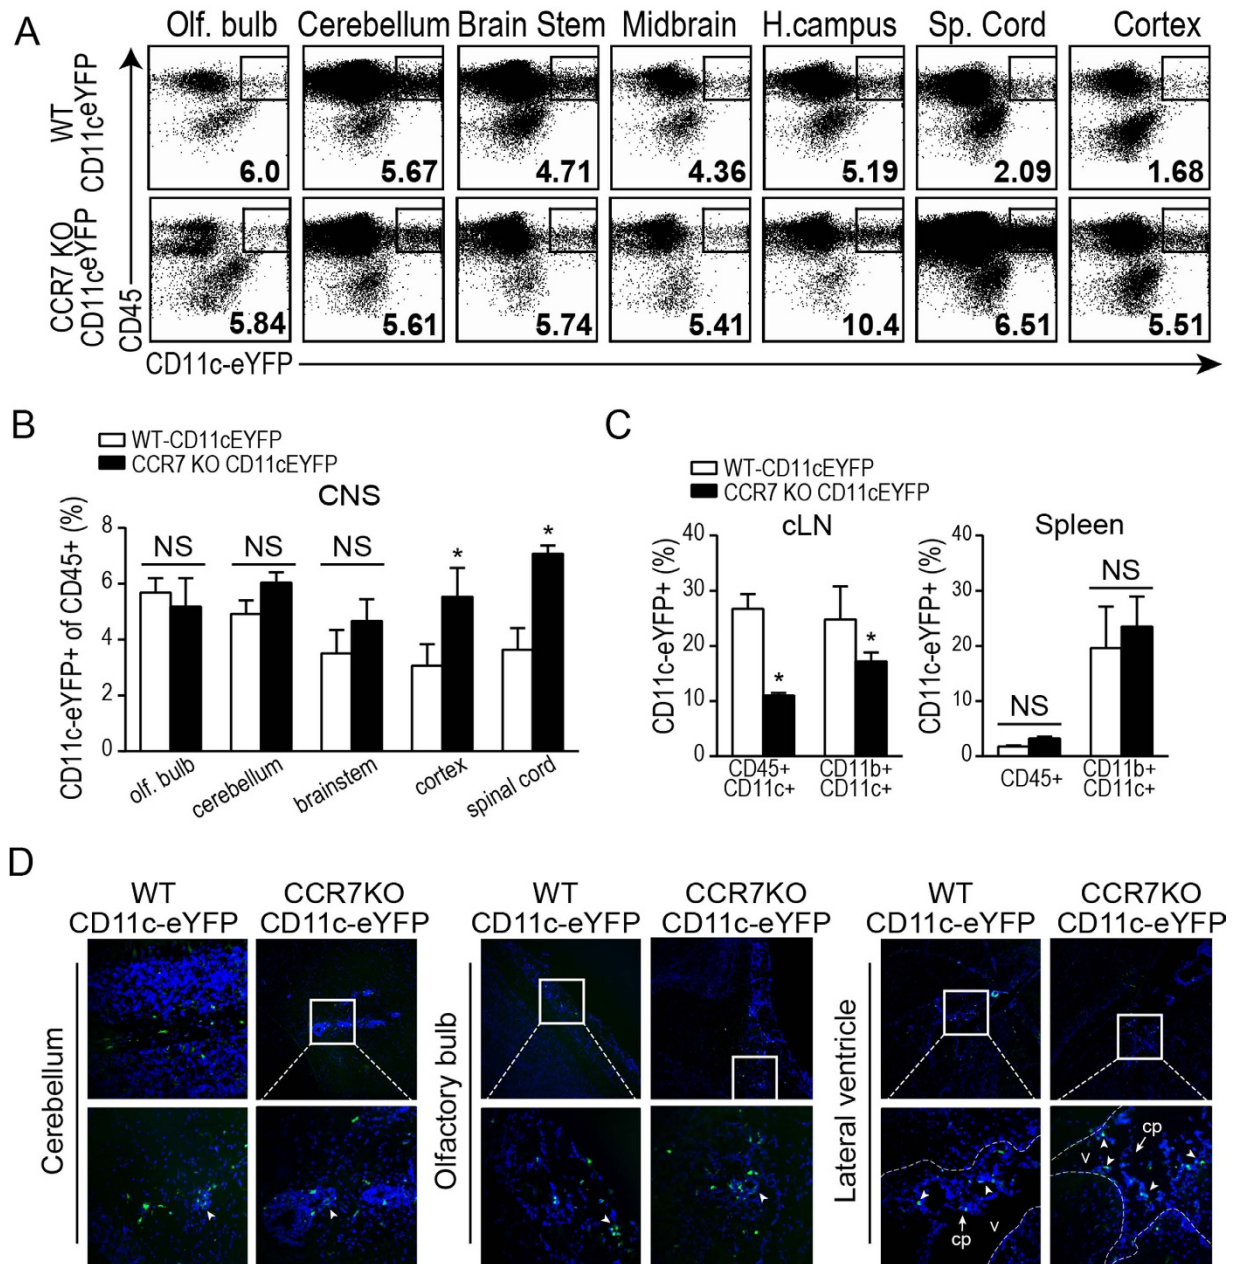 A
Olf. bulb Cerebellum Brain Stem Midbrain H.campus Sp. Cord Cortex
WT
CD11ceYFP
6.0 5.67 4.71 4.36 5.19 2.09 1.68
CCR7 KO
CD11ceYFP
CD45
5.84 5.61 5.74 5.41 10.4 6.51 5.51
CD11c-eYFP
B
WT-CD11cEYFP
CCR7 KO CD11cEYFP
CNS
CD11c-eYFP+ of CD45+ (%)
8
6
4
2
0
NS NS NS * *
olf. bulb cerebellum brainstem cortex spinal cord
C
WT-CD11cEYFP
CCR7 KO CD11cEYFP
cLN
CD11c-eYFP+ (%)
40
30
20
10
0
* *
CD45+ CD11b+
CD11c+ CD11c+
Spleen
CD11c-eYFP+ (%)
40
30
20
10
0
NS NS
CD45+ CD11b+
CD11c+
D
WT CCR7KO WT CCR7KO WT CCR7KO
CD11c-eYFP CD11c-eYFP CD11c-eYFP CD11c-eYFP CD11c-eYFP CD11c-eYFP
Cerebellum
Olfactory bulb
Lateral ventricle
cp
v
v
cp